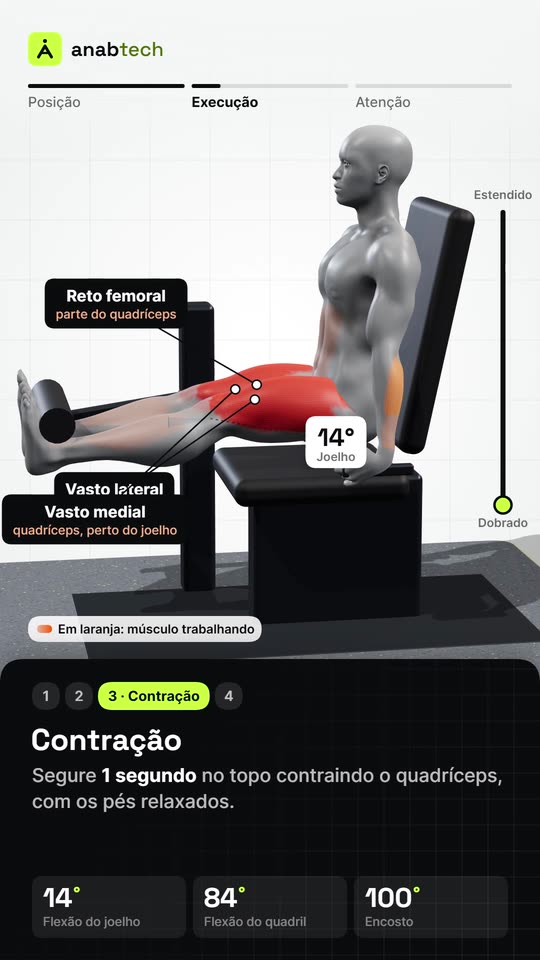 anabtech
Posição
Execução
Atenção
Estendido
Reto femoral
parte do quadríceps
14°
Joelho
Vasto lateral
Vasto medial
quadríceps, perto do joelho
Dobrado
Em laranja: músculo trabalhando
1
2
3 · Contração
4
Contração
Segure 1 segundo no topo contraindo o quadríceps,
com os pés relaxados.
14°
84°
100°
Flexão do joelho
Flexão do quadril
Encosto